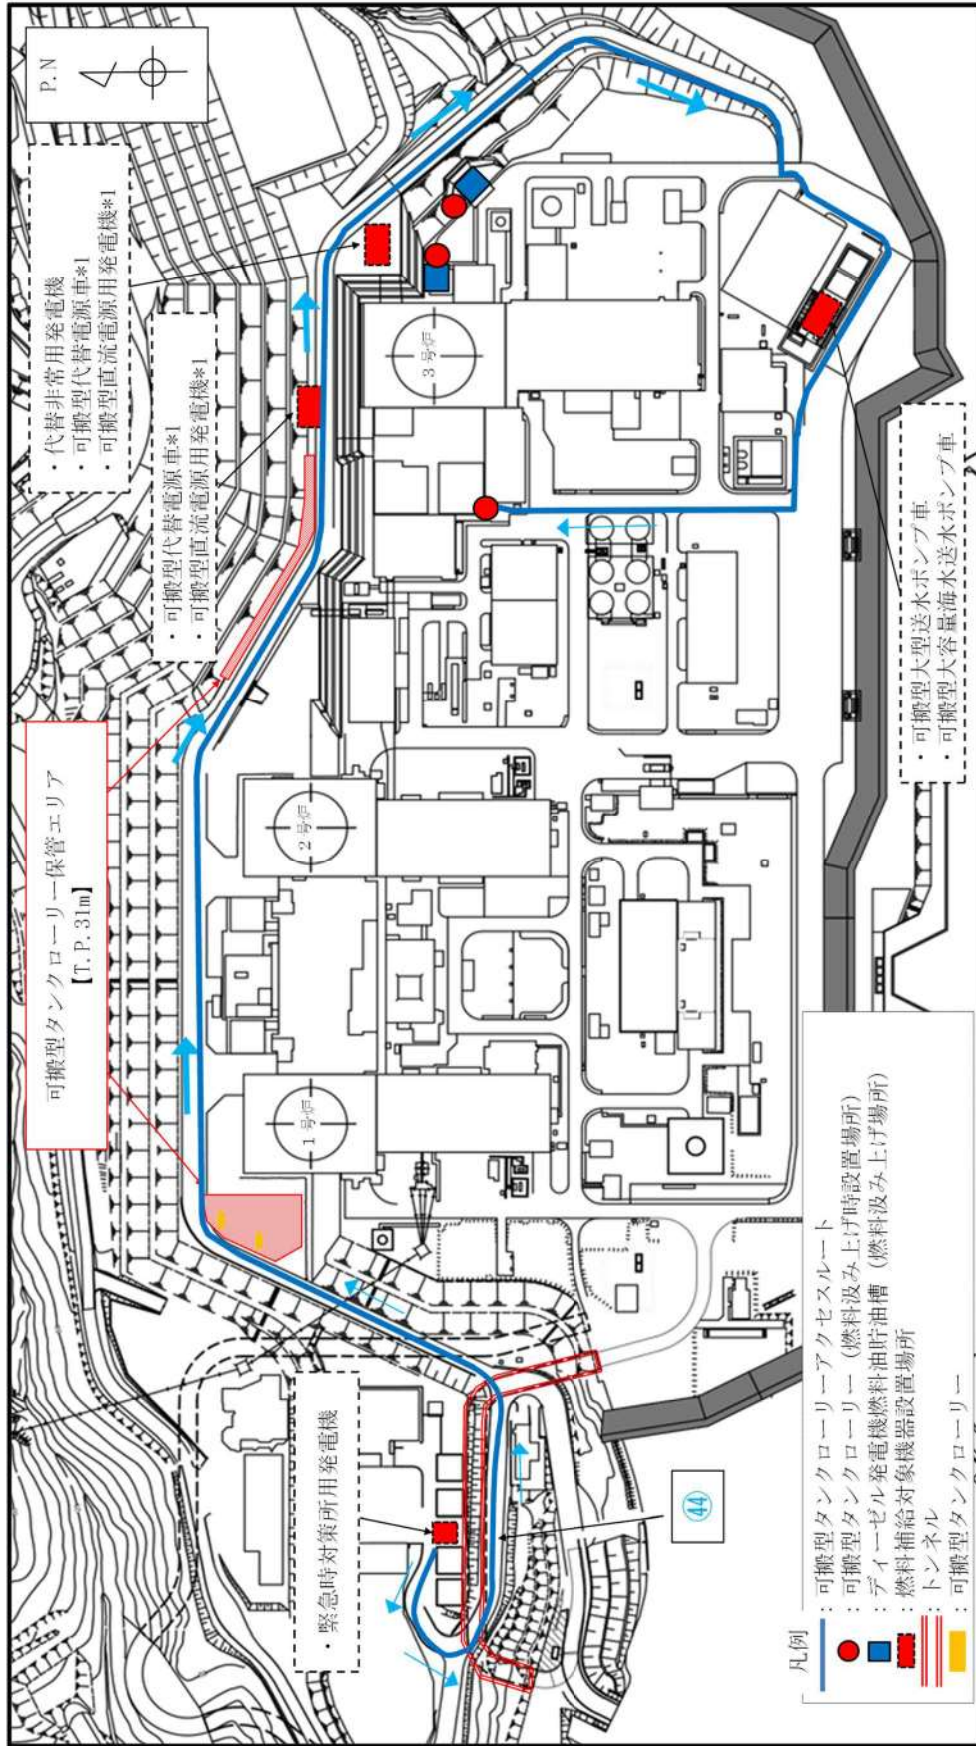 P.N
・代替非常用発電機
・可搬型代替電源車*1
・可搬型直流電源用発電機*1
・可搬型代替電源車*1
・可搬型直流電源用発電機*1
可搬型タンクローリー保管エリア
【T.P.31m】
・緊急時対策所用発電機
1号炉
2号炉
3号炉
㊹
・可搬型大型送水ポンプ車
・可搬型大容量海水送水ポンプ車
凡例
：可搬型タンクローリーアクセスルート
：可搬型タンクローリー（燃料汲み上げ時設置場所）
：ディーゼル発電機燃料油貯油槽（燃料汲み上げ場所）
：燃料補給対象機器設置場所
：トンネル
：可搬型タンクローリー